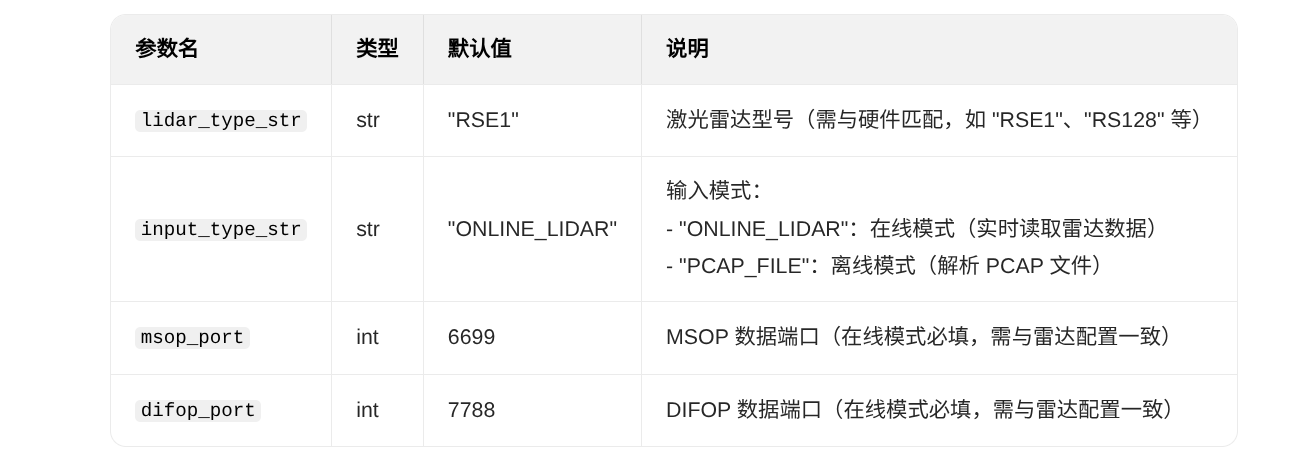 参数名 类型 默认值 说明
lidar_type_str str "RSE1" 激光雷达型号（需与硬件匹配，如 "RSE1"、"RS128" 等）
输入模式：
input_type_str str "ONLINE_LIDAR" - "ONLINE_LIDAR"：在线模式（实时读取雷达数据）
- "PCAP_FILE"：离线模式（解析 PCAP 文件）
msop_port int 6699 MSOP 数据端口（在线模式必填，需与雷达配置一致）
difop_port int 7788 DIFOP 数据端口（在线模式必填，需与雷达配置一致）